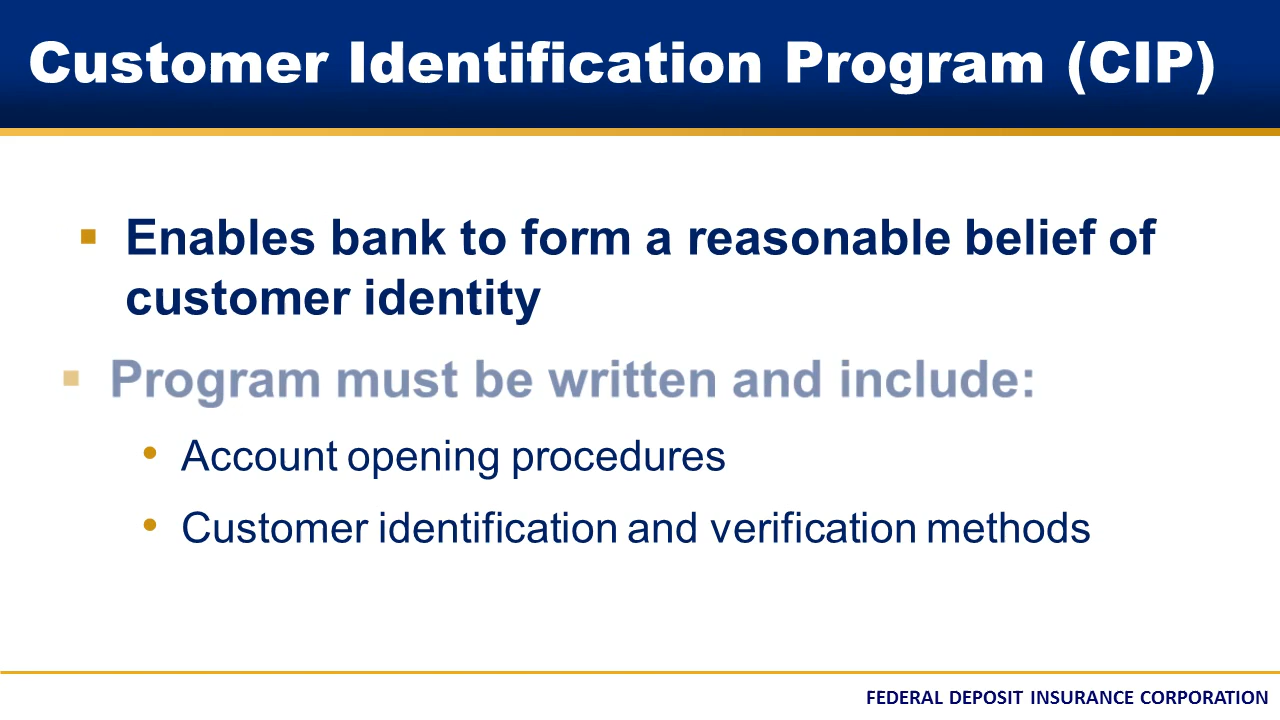 Customer Identification Program (CIP)
▪ Enables bank to form a reasonable belief of
customer identity
▪ Program must be written and include:
• Account opening procedures
• Customer identification and verification methods
FEDERAL DEPOSIT INSURANCE CORPORATION